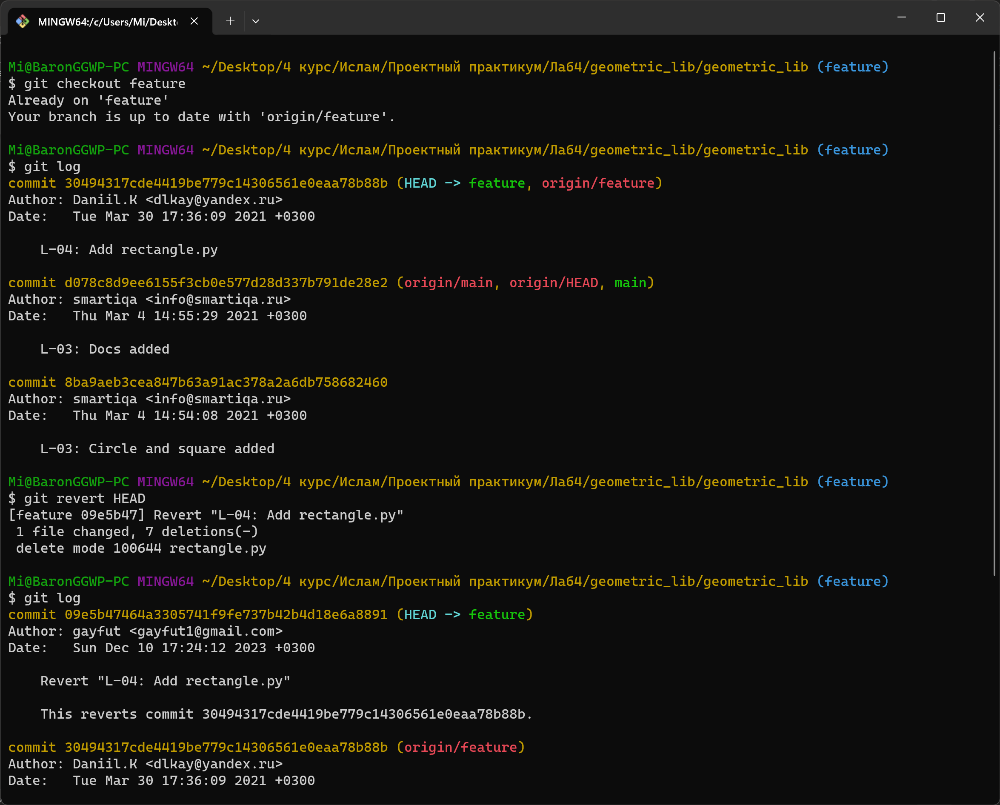 MINGW64:/c/Users/Mi/Deskt
Mi@BaronGGWP-PC MINGW64 ~/Desktop/4 курс/Ислам/Проектный практикум/Лаб4/geometric_lib/geometric_lib (feature)
$ git checkout feature
Already on 'feature'
Your branch is up to date with 'origin/feature'.
Mi@BaronGGWP-PC MINGW64 ~/Desktop/4 курс/Ислам/Проектный практикум/Лаб4/geometric_lib/geometric_lib (feature)
$ git log
commit 30494317cde4419be779c14306561e0eaa78b88b (HEAD -> feature, origin/feature)
Author: Daniil.K <dlkay@yandex.ru>
Date:   Tue Mar 30 17:36:09 2021 +0300
L-04: Add rectangle.py
commit d078c8d9ee6155f3cb0e577d28d337b791de28e2 (origin/main, origin/HEAD, main)
Author: smartiqa <info@smartiqa.ru>
Date:   Thu Mar 4 14:55:29 2021 +0300
L-03: Docs added
commit 8ba9aeb3cea847b63a91ac378a2a6db758682460
Author: smartiqa <info@smartiqa.ru>
Date:   Thu Mar 4 14:54:08 2021 +0300
L-03: Circle and square added
Mi@BaronGGWP-PC MINGW64 ~/Desktop/4 курс/Ислам/Проектный практикум/Лаб4/geometric_lib/geometric_lib (feature)
$ git revert HEAD
[feature 09e5b47] Revert "L-04: Add rectangle.py"
1 file changed, 7 deletions(-)
delete mode 100644 rectangle.py
Mi@BaronGGWP-PC MINGW64 ~/Desktop/4 курс/Ислам/Проектный практикум/Лаб4/geometric_lib/geometric_lib (feature)
$ git log
commit 09e5b47464a3305741f9fe737b42b4d18e6a8891 (HEAD -> feature)
Author: gayfut <gayfut1@gmail.com>
Date:   Sun Dec 10 17:24:12 2023 +0300
Revert "L-04: Add rectangle.py"
This reverts commit 30494317cde4419be779c14306561e0eaa78b88b.
commit 30494317cde4419be779c14306561e0eaa78b88b (origin/feature)
Author: Daniil.K <dlkay@yandex.ru>
Date:   Tue Mar 30 17:36:09 2021 +0300